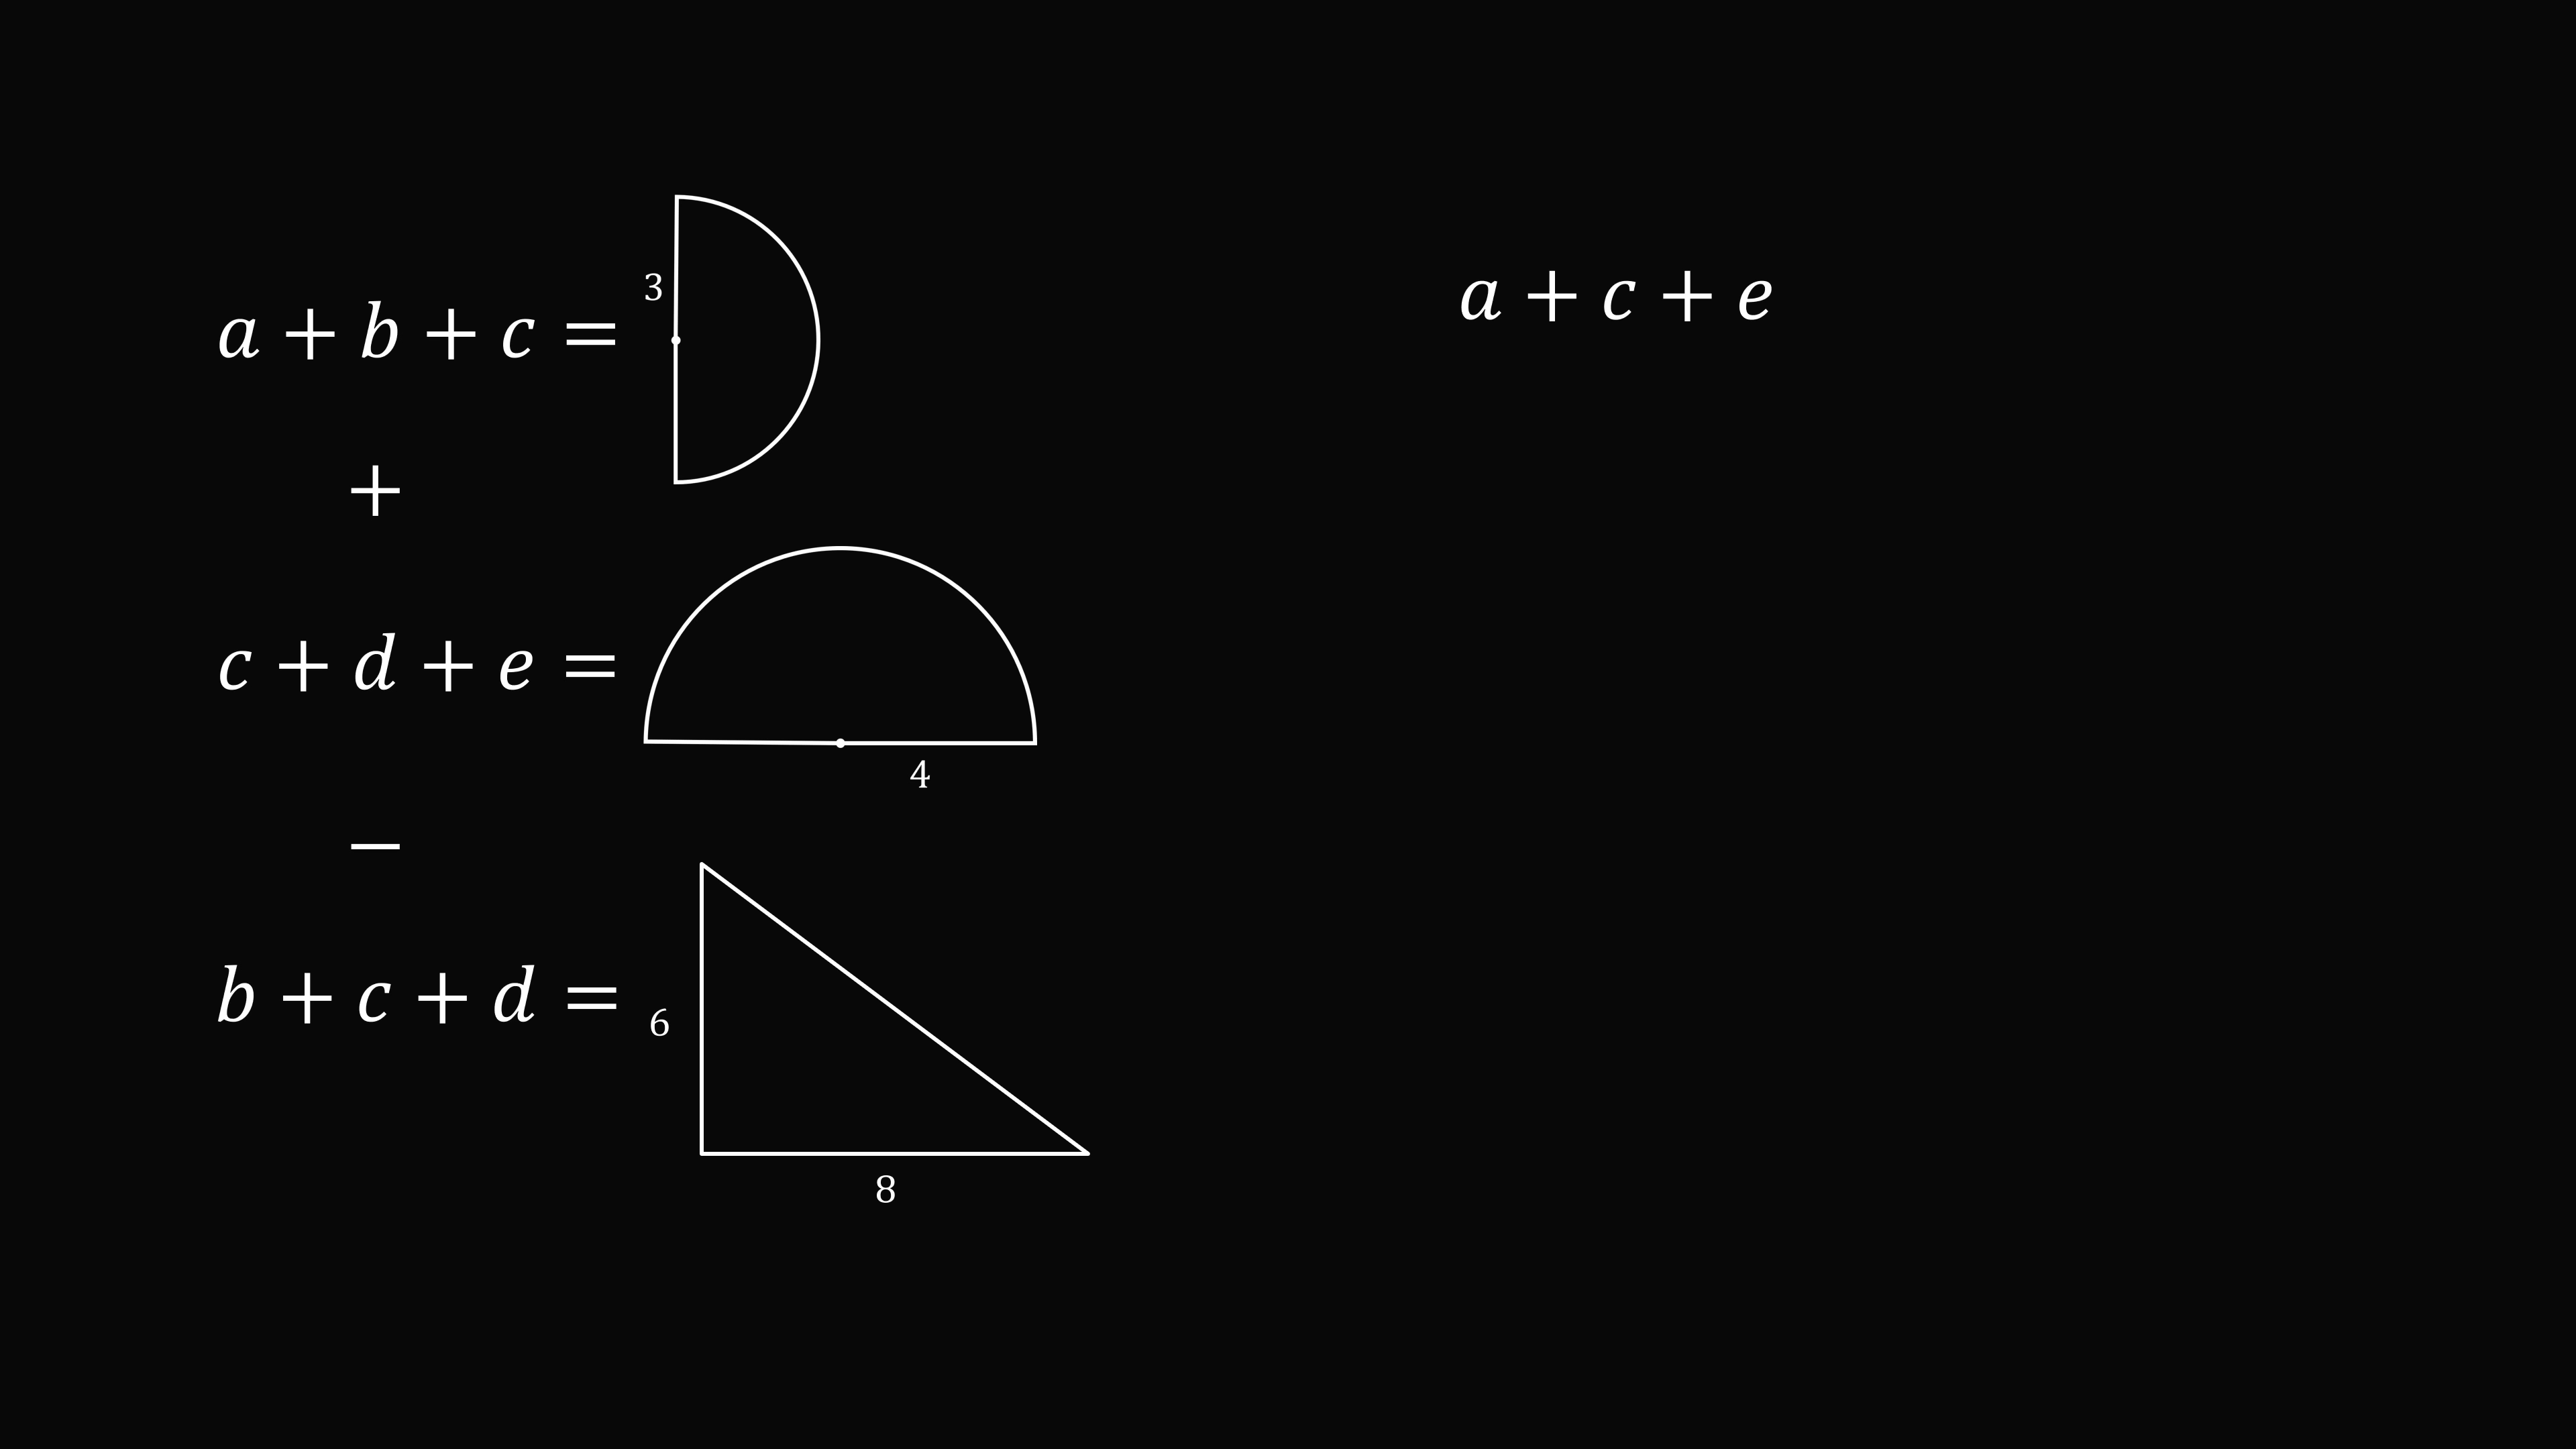 3
a + b + c =
a + c + e
+
c + d + e =
4
−
b + c + d =
6
8